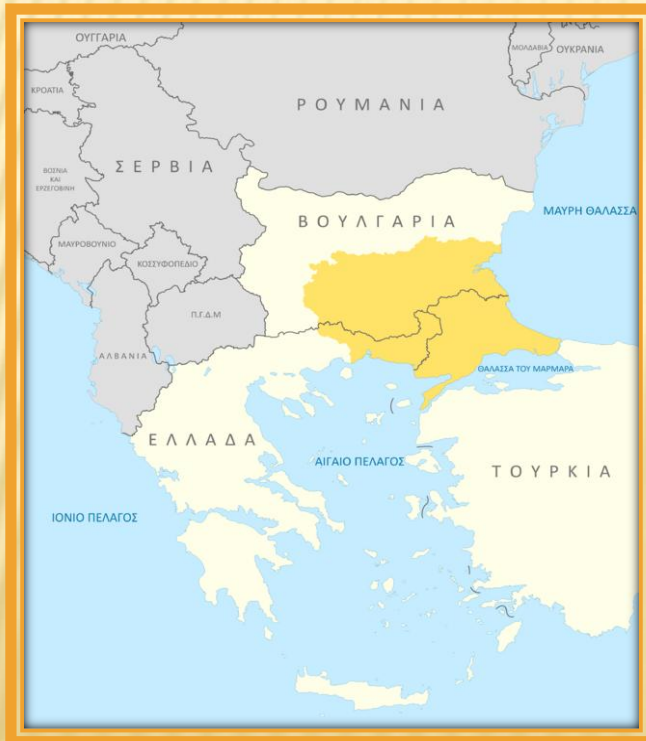 ΟΥΓΓΑΡΙΑ
ΜΟΛΔΑΒΙΑ
ΟΥΚΡΑΝΙΑ
ΚΡΟΑΤΙΑ
ΡΟΥΜΑΝΙΑ
ΣΕΡΒΙΑ
ΒΟΣΝΙΑ
ΚΑΙ
ΕΡΖΕΓΟΒΙΝΗ
ΜΑΥΡΗ ΘΑΛΑΣΣΑ
ΒΟΥΛΓΑΡΙΑ
ΜΑΥΡΟΒΟΥΝΙΟ
ΚΟΣΣΥΦΟΠΕΔΙΟ
Π.Γ.Δ.Μ
ΑΛΒΑΝΙΑ
ΘΑΛΑΣΣΑ ΤΟΥ ΜΑΡΜΑΡΑ
ΕΛΛΑΔΑ
ΑΙΓΑΙΟ ΠΕΛΑΓΟΣ
ΤΟΥΡΚΙΑ
ΙΟΝΙΟ ΠΕΛΑΓΟΣ